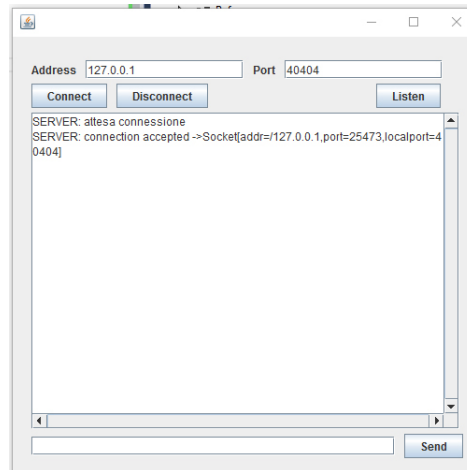 Address 127.0.0.1 Port 40404
Connect Disconnect Listen
SERVER: attesa connessione
SERVER: connection accepted ->Socket[addr=/127.0.0.1,port=25473,localport=4
0404]
Send